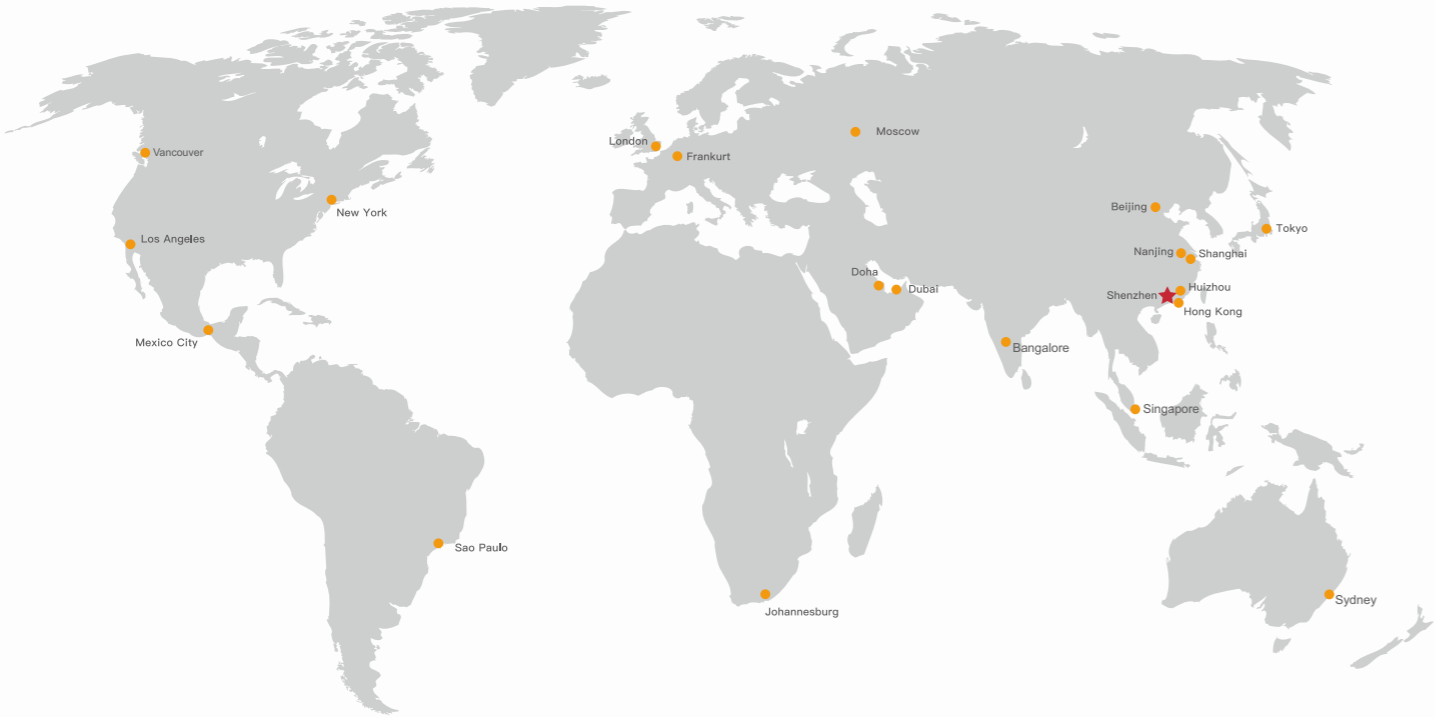 Moscow
London
Frankurt
Vancouver
New York
Los Angeles
Mexico City
Beijing
Tokyo
Nanjing
Shanghai
Doha
Dubai
Shenzhen
Huizhou
Hong Kong
Bangalore
Singapore
Sao Paulo
Johannesburg
Sydney